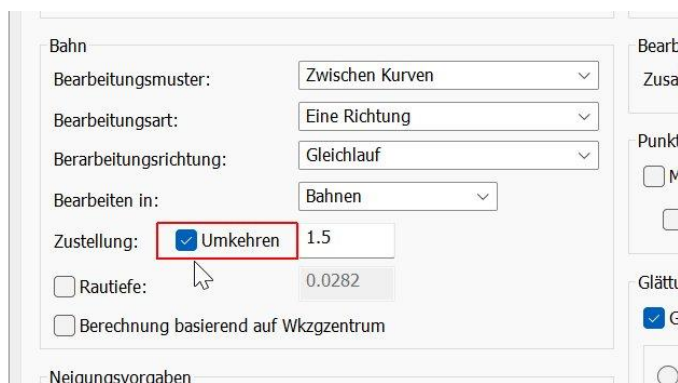 Bahn
Bearbeitungsmuster: Zwischen Kurven
Bearbeitungsart: Eine Richtung
Berarbeitungsrichtung: Gleichlauf
Bearbeiten in: Bahnen
Zustellung: Umkehren 1.5
Rautiefe: 0.0282
Berechnung basierend auf Wkzgzentrum
Neigungsvorgaben